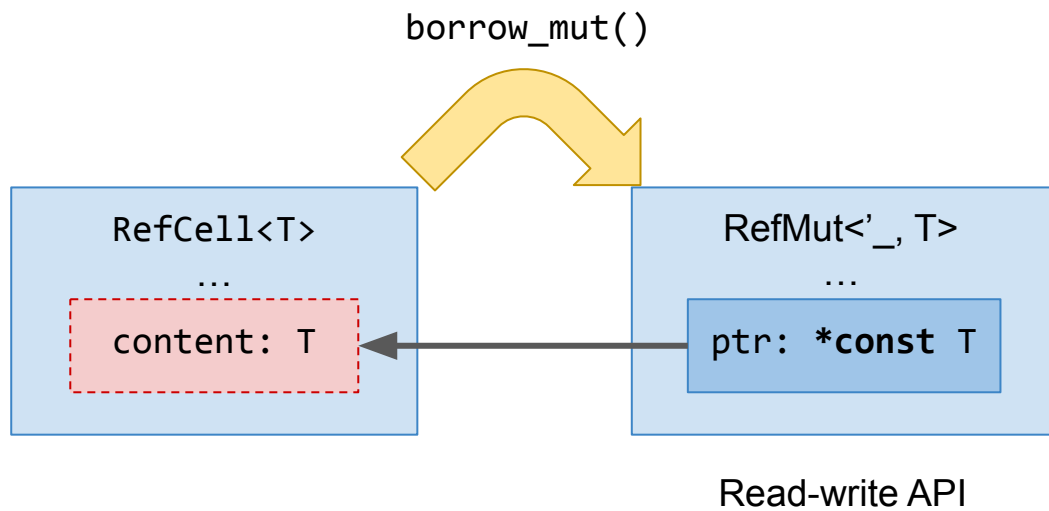 borrow_mut()
RefCell<T>
…
content: T
RefMut<’_, T>
…
ptr: *const T
Read-write API